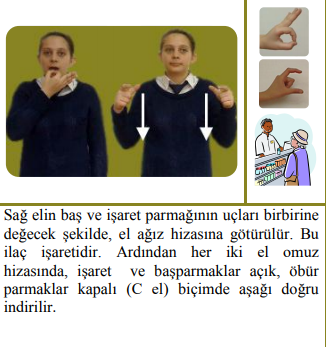 Sağ elin baş ve işaret parmağının uçları birbirine
değecek şekilde, el ağız hizasına götürülür. Bu
ilaç işaretidir. Ardından her iki el omuz
hizasında, işaret ve başparmaklar açık, öbür
parmaklar kapalı (C el) biçimde aşağı doğru
indirilir.